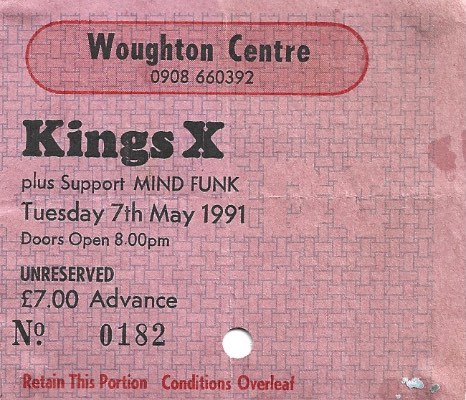 Woughton Centre
0908 660392
Kings X
plus Support MIND FUNK
Tuesday 7th May 1991
Doors Open 8.00pm
UNRESERVED
£7.00 Advance
No. 0182
Retain This Portion Conditions Overleaf